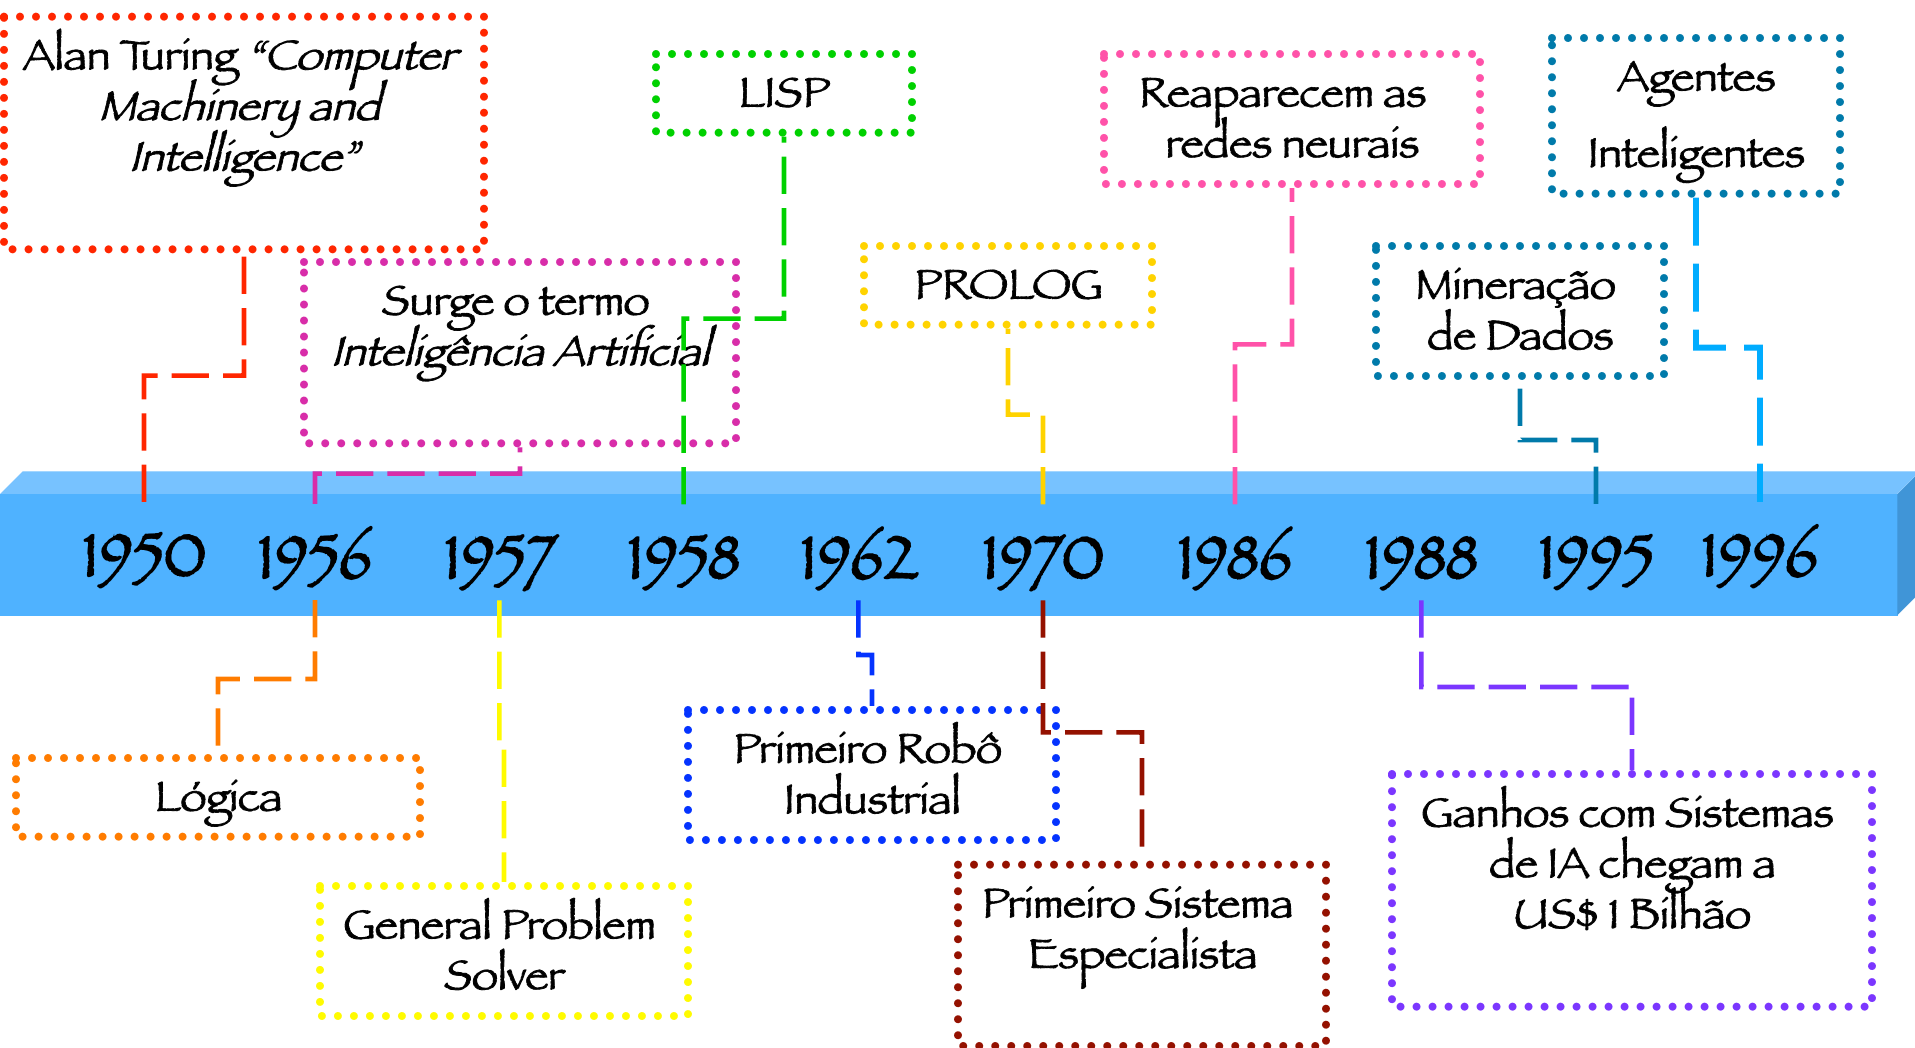 Alan Turing “Computer
Machinery and
Intelligence”
LISP
Reaparecem as
redes neurais
Agentes
Inteligentes
Surge o termo
Inteligência Artificial
PROLOG
Mineração
de Dados
1950 1956 1957 1958 1962 1970 1986 1988 1995 1996
Lógica
General Problem
Solver
Primeiro Robô
Industrial
Primeiro Sistema
Especialista
Ganhos com Sistemas
de IA chegam a
US$ 1 Bilhão